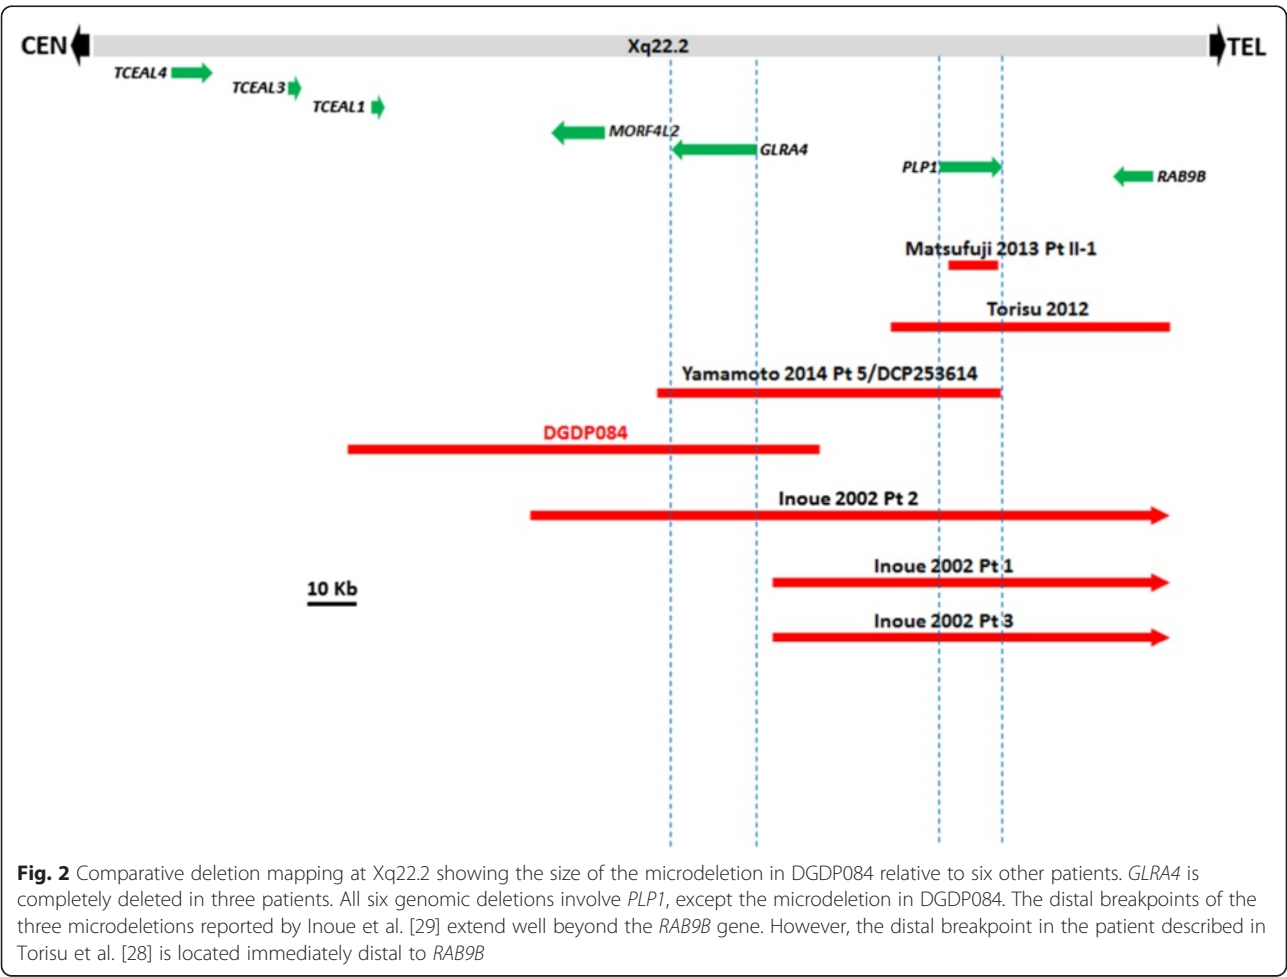 CEN Xq22.2 TEL
TCEAL4
TCEAL3
TCEAL1
MORF4L2
GLRA4
PLP1
RAB9B
Matsufuji 2013 Pt II-1
Torisu 2012
Yamamoto 2014 Pt 5/DCP253614
DGDP084
Inoue 2002 Pt 2
Inoue 2002 Pt 1
10 Kb
Inoue 2002 Pt 3
Fig. 2 Comparative deletion mapping at Xq22.2 showing the size of the microdeletion in DGDP084 relative to six other patients. GLRA4 is
completely deleted in three patients. All six genomic deletions involve PLP1, except the microdeletion in DGDP084. The distal breakpoints of the
three microdeletions reported by Inoue et al. [29] extend well beyond the RAB9B gene. However, the distal breakpoint in the patient described in
Torisu et al. [28] is located immediately distal to RAB9B